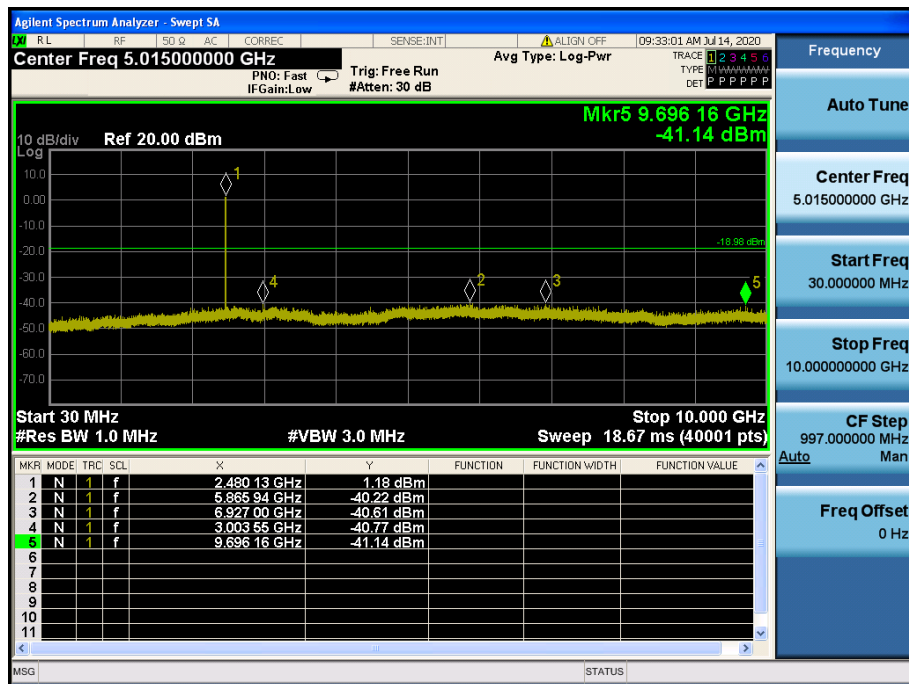 Agilent Spectrum Analyzer - Swept SA
LXI RL RF 50 Ω AC CORREC SENSE:INT ALIGN OFF 09:33:01 AM Jul 14, 2020
Center Freq 5.015000000 GHz
PNO: Fast
IFGain:Low
Trig: Free Run
#Atten: 30 dB
Avg Type: Log-Pwr
TRACE 1 2 3 4 5 6
TYPE M WWWWW
DET P P P P P P
Mkr5 9.696 16 GHz
-41.14 dBm
10 dB/div Ref 20.00 dBm
Log
10.0
0.00
-10.0
-20.0
-30.0
-40.0
-50.0
-60.0
-70.0
1
4
2
3
5
-18.98 dBm
Start 30 MHz Stop 10.000 GHz
#Res BW 1.0 MHz #VBW 3.0 MHz Sweep 18.67 ms (40001 pts)
MKR MODE TRC SCL X Y FUNCTION FUNCTION WIDTH FUNCTION VALUE
1 N 1 f 2.480 13 GHz 1.18 dBm
2 N 1 f 5.865 94 GHz -40.22 dBm
3 N 1 f 6.927 00 GHz -40.61 dBm
4 N 1 f 3.003 55 GHz -40.77 dBm
5 N 1 f 9.696 16 GHz -41.14 dBm
6
7
8
9
10
11
MSG STATUS
Frequency
Auto Tune
Center Freq
5.015000000 GHz
Start Freq
30.000000 MHz
Stop Freq
10.000000000 GHz
CF Step
997.000000 MHz
Auto Man
Freq Offset
0 Hz